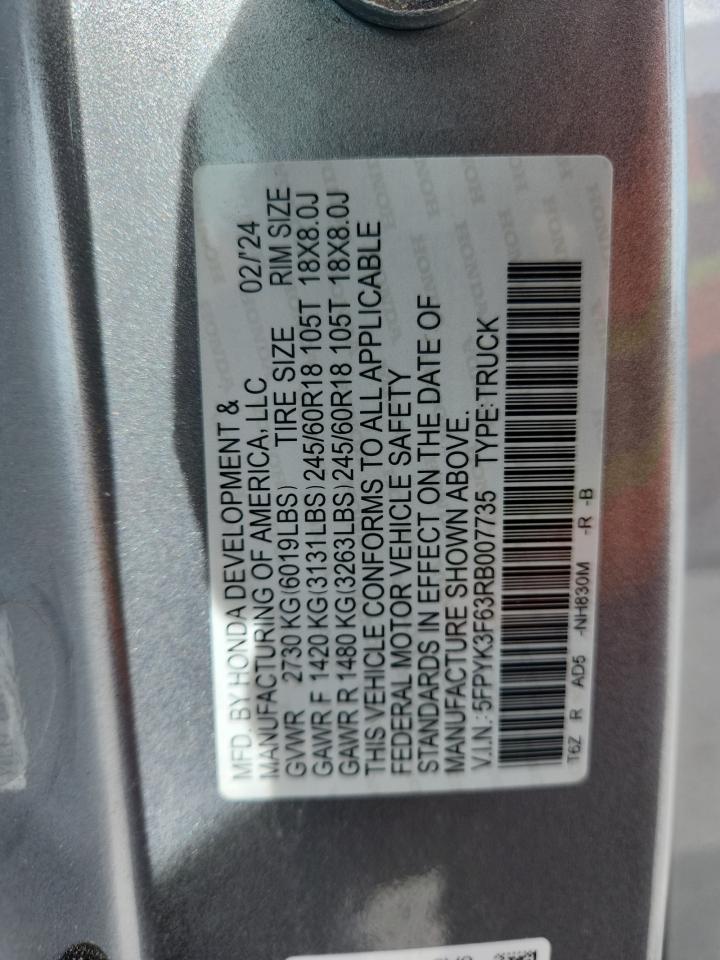 MFD. BY HONDA DEVELOPMENT &
MANUFACTURING OF AMERICA, LLC 02/'24
GVWR 2730 KG (6019LBS) TIRE SIZE RIM SIZE
GAWR F 1420 KG (3131LBS) 245/60R18 105T 18X8.0J
GAWR R 1480 KG (3263LBS) 245/60R18 105T 18X8.0J
THIS VEHICLE CONFORMS TO ALL APPLICABLE
FEDERAL MOTOR VEHICLE SAFETY
STANDARDS IN EFFECT ON THE DATE OF
MANUFACTURE SHOWN ABOVE.
V.I.N.: 5FPYK3F63RB007735 TYPE: TRUCK
T6Z R AD5 -NH830M -R -B